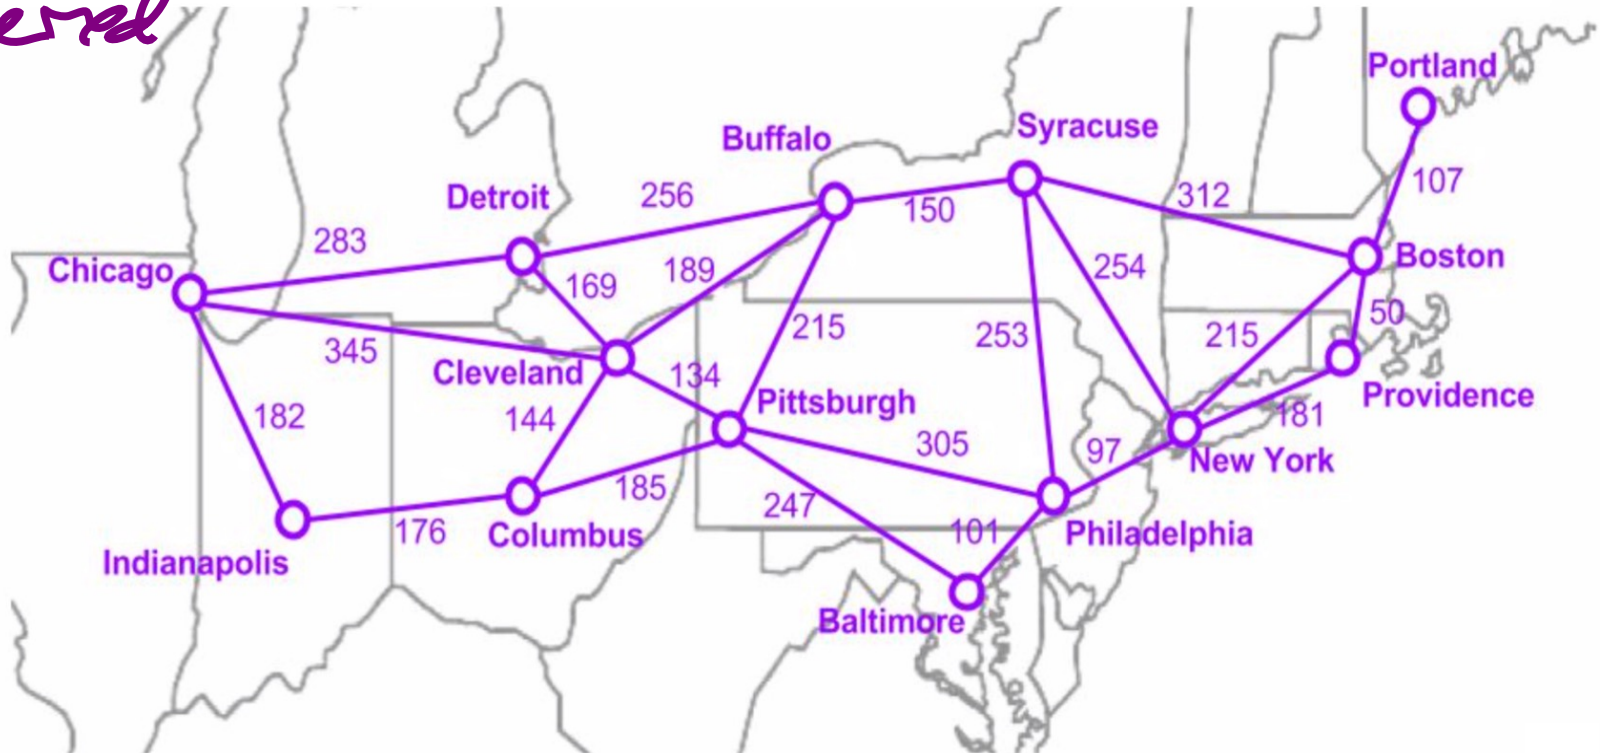 Portland
Syracuse
Buffalo
107
Detroit
256
312
150
283
Boston
Chicago
254
189
169
50
215
253
215
345
Cleveland
134
Providence
Pittsburgh
182
144
181
305
97
New York
185
247
176
101
Columbus
Philadelphia
Indianapolis
Baltimore